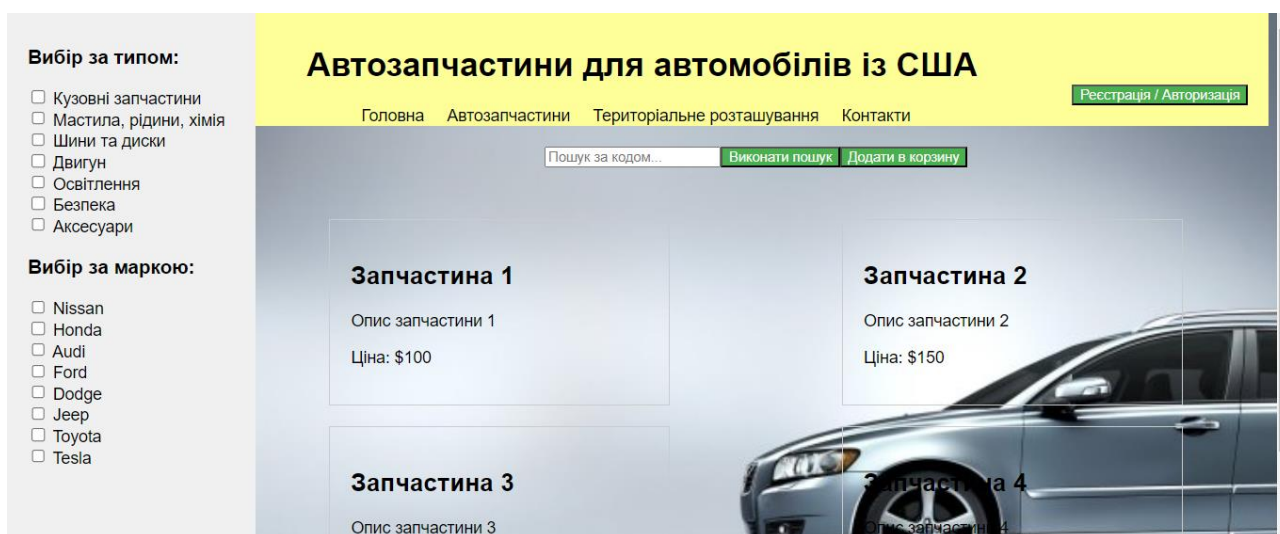 Вибір за типом:
Кузовні запчастини
Мастила, рідини, хімія
Шини та диски
Двигун
Освітлення
Безпека
Аксесуари
Вибір за маркою:
Nissan
Honda
Audi
Ford
Dodge
Jeep
Toyota
Tesla
Автозапчастини для автомобілів із США
Реєстрація / Авторизація
Головна Автозапчастини Територіальне розташування Контакти
Пошук за кодом... Виконати пошук Додати в корзину
Запчастина 1
Опис запчастини 1
Ціна: $100
Запчастина 2
Опис запчастини 2
Ціна: $150
Запчастина 3
Опис запчастини 3
Запчастина 4
Опис запчастини 4